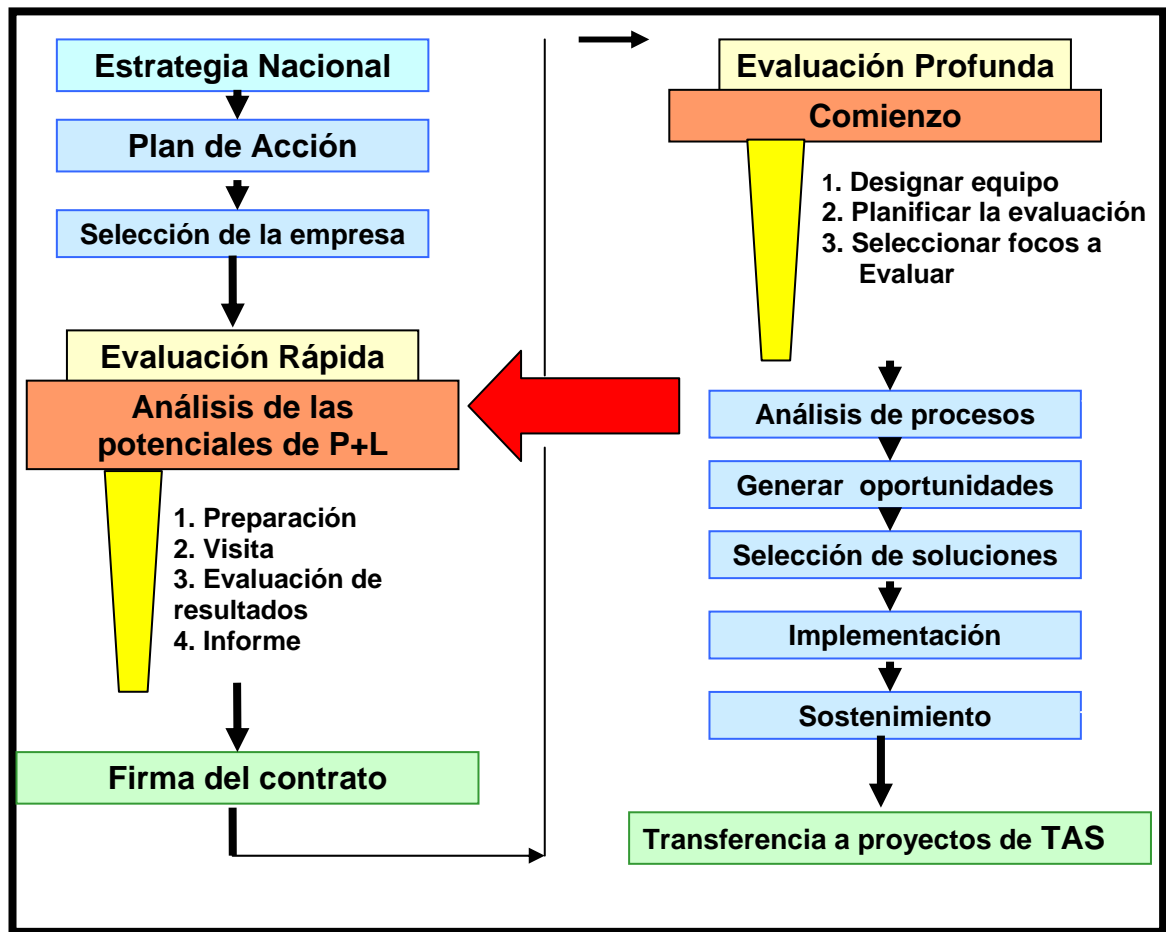 Estrategia Nacional
Plan de Acción
Selección de la empresa
Evaluación Rápida
Análisis de las
potenciales de P+L
1. Preparación
2. Visita
3. Evaluación de
resultados
4. Informe
Firma del contrato
Evaluación Profunda
Comienzo
1. Designar equipo
2. Planificar la evaluación
3. Seleccionar focos a
Evaluar
Análisis de procesos
Generar oportunidades
Selección de soluciones
Implementación
Sostenimiento
Transferencia a proyectos de TAS